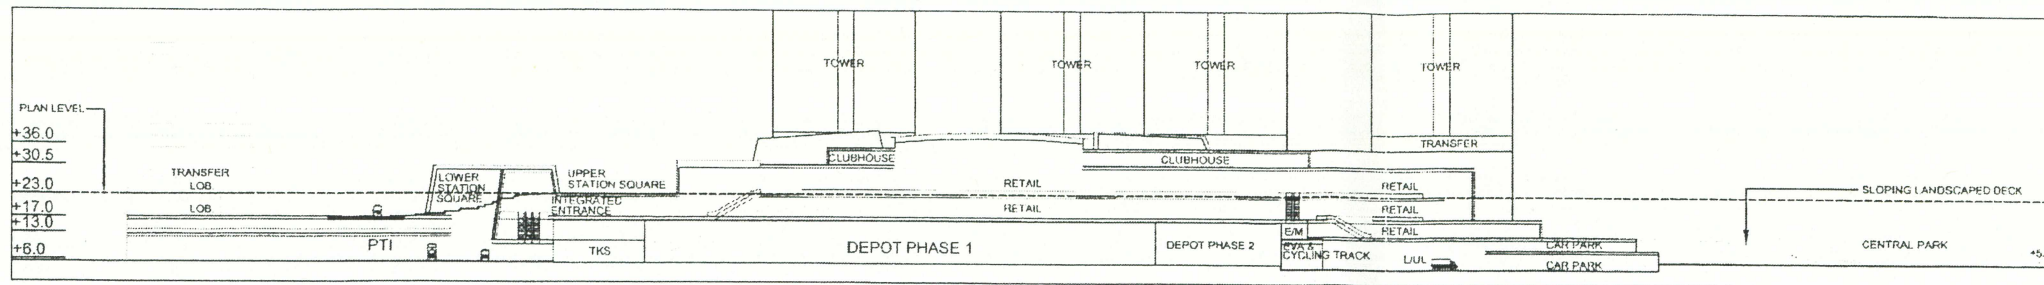 TOWER
TOWER
TOWER
TOWER
PLAN LEVEL
+36.0
+30.5
+23.0
+17.0
+13.0
+6.0
TRANSFER
LOB
LOB
LOWER
STATION
SQUARE
UPPER
STATION SQUARE
INTEGRATED
ENTRANCE
PTI
TKS
CLUBHOUSE
CLUBHOUSE
RETAIL
RETAIL
DEPOT PHASE 1
DEPOT PHASE 2
TRANSFER
RETAIL
RETAIL
RETAIL
E/M
EVA &
CYCLING TRACK
L/UL
CAR PARK
CAR PARK
SLOPING LANDSCAPED DECK
CENTRAL PARK